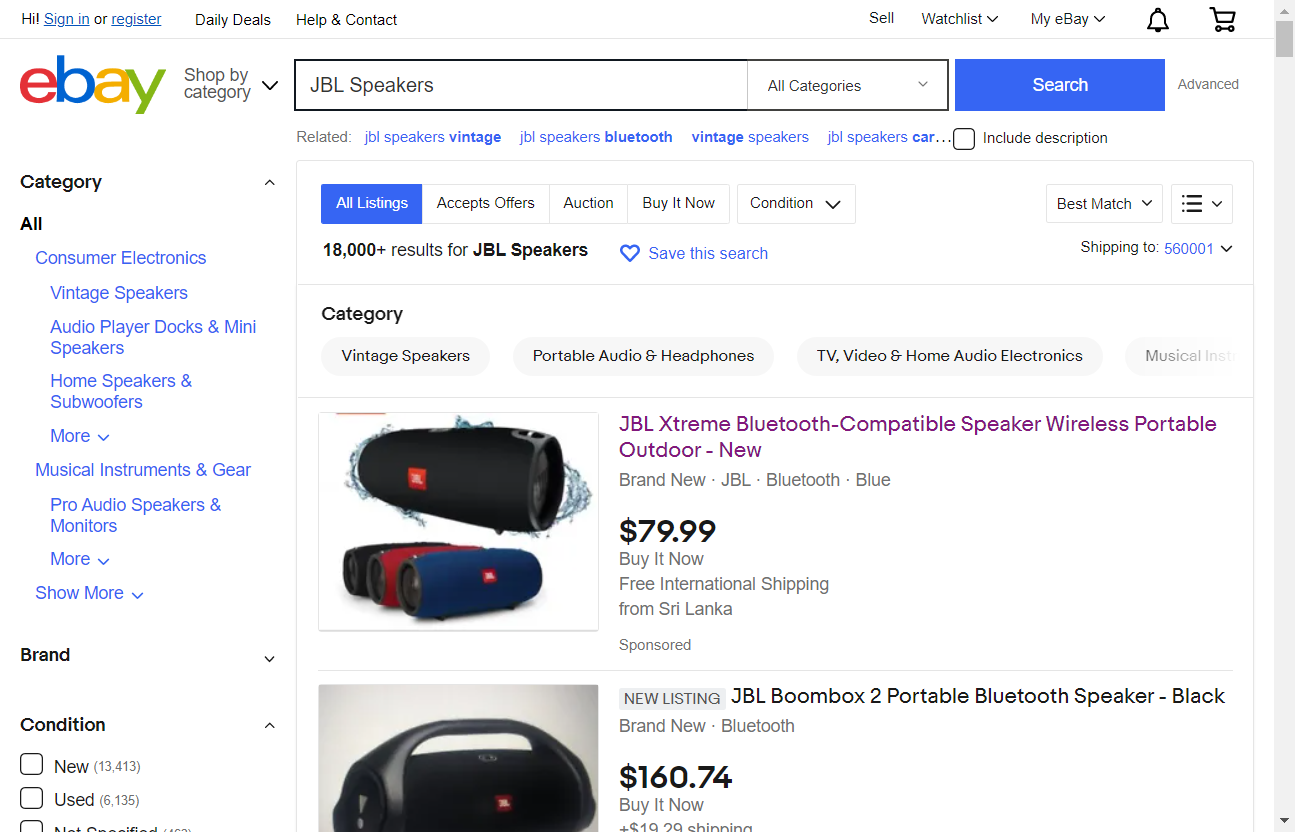 Hi! Sign in or register
Daily Deals
Help & Contact
Sell
Watchlist
My eBay
ebay
Shop by
category
JBL Speakers
All Categories
Search
Advanced
Related: jbl speakers vintage jbl speakers bluetooth vintage speakers jbl speakers car...
Include description
Category
All
Consumer Electronics
Vintage Speakers
Audio Player Docks & Mini
Speakers
Home Speakers &
Subwoofers
More
Musical Instruments & Gear
Pro Audio Speakers &
Monitors
More
Show More
Brand
Condition
New (13,413)
Used (6,135)
Not Specified (463)
All Listings
Accepts Offers
Auction
Buy It Now
Condition
Best Match
18,000+ results for JBL Speakers
Save this search
Shipping to: 560001
Category
Vintage Speakers
Portable Audio & Headphones
TV, Video & Home Audio Electronics
Musical Inst
JBL
JBL
JBL Xtreme Bluetooth-Compatible Speaker Wireless Portable
Outdoor - New
Brand New · JBL · Bluetooth · Blue
$79.99
Buy It Now
Free International Shipping
from Sri Lanka
Sponsored
JBL
NEW LISTING JBL Boombox 2 Portable Bluetooth Speaker - Black
Brand New · Bluetooth
$160.74
Buy It Now
+$19.29 shipping